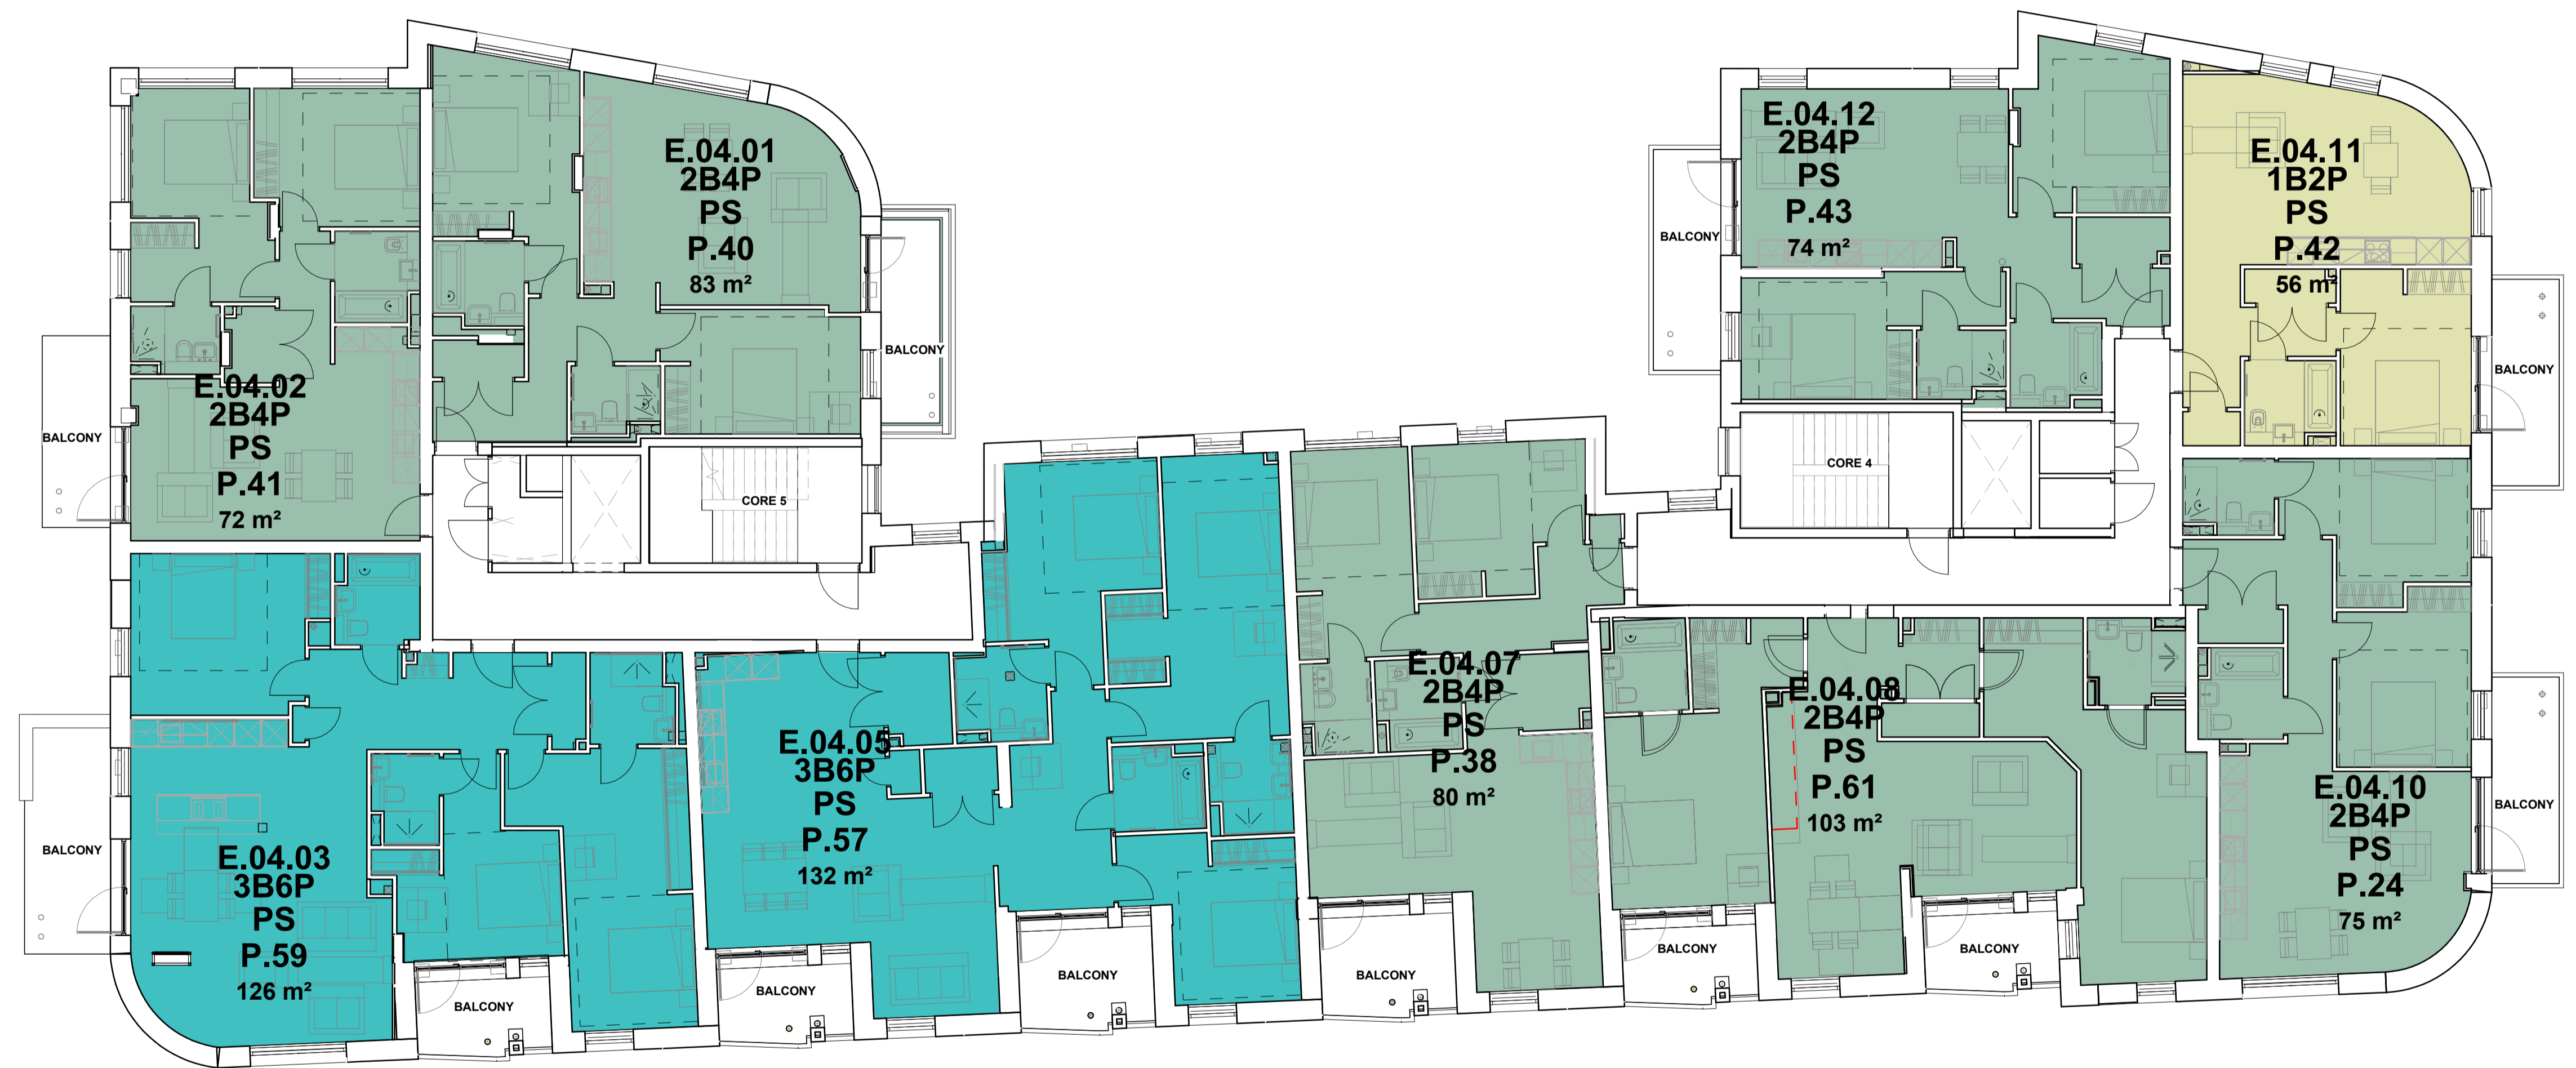 E.04.01
2B4P
PS
P.40
83 m²
BALCONY
E.04.02
2B4P
PS
P.41
72 m²
BALCONY
CORE 5
E.04.03
3B6P
PS
P.59
126 m²
BALCONY
BALCONY
E.04.05
3B6P
PS
P.57
132 m²
BALCONY
BALCONY
E.04.07
2B4P
PS
P.38
80 m²
BALCONY
E.04.08
2B4P
PS
P.61
103 m²
BALCONY
BALCONY
E.04.10
2B4P
PS
P.24
75 m²
BALCONY
E.04.11
1B2P
PS
P.42
56 m²
BALCONY
E.04.12
2B4P
PS
P.43
74 m²
BALCONY
CORE 4